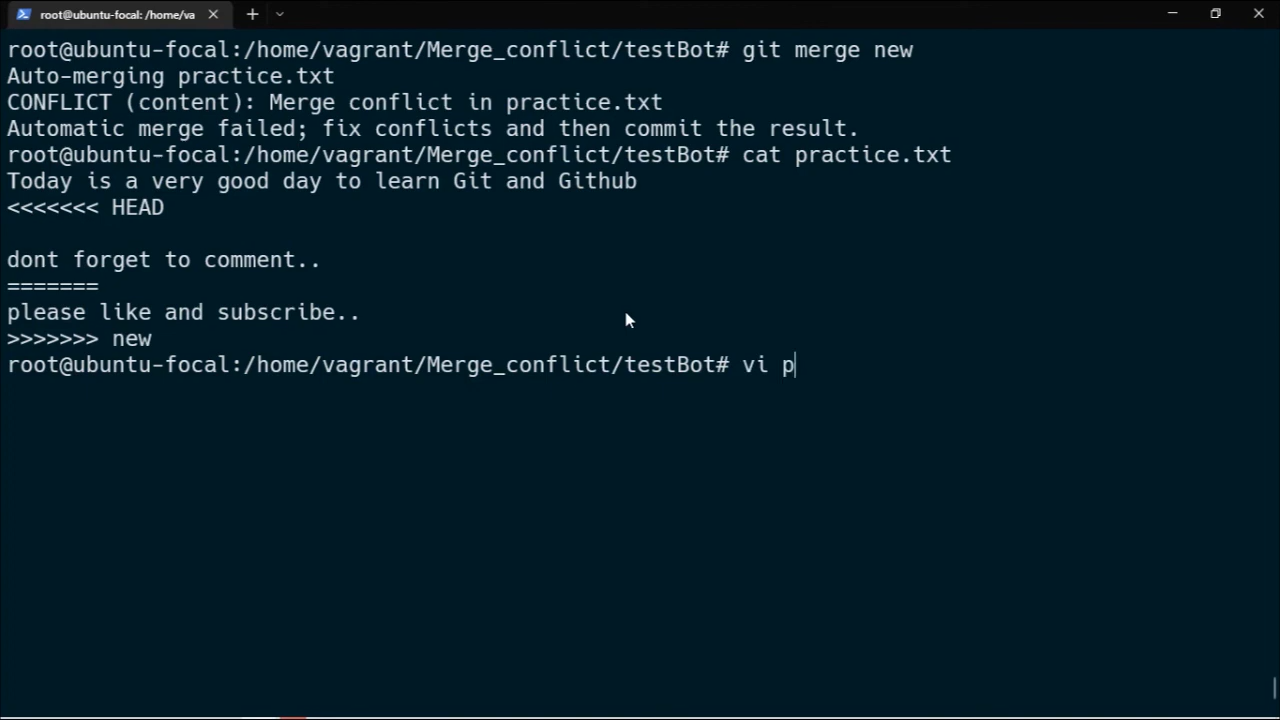 root@ubuntu-focal: /home/va
root@ubuntu-focal:/home/vagrant/Merge_conflict/testBot# git merge new
Auto-merging practice.txt
CONFLICT (content): Merge conflict in practice.txt
Automatic merge failed; fix conflicts and then commit the result.
root@ubuntu-focal:/home/vagrant/Merge_conflict/testBot# cat practice.txt
Today is a very good day to learn Git and Github
<<<<<<< HEAD
dont forget to comment..
=======
please like and subscribe..
>>>>>>> new
root@ubuntu-focal:/home/vagrant/Merge_conflict/testBot# vi p